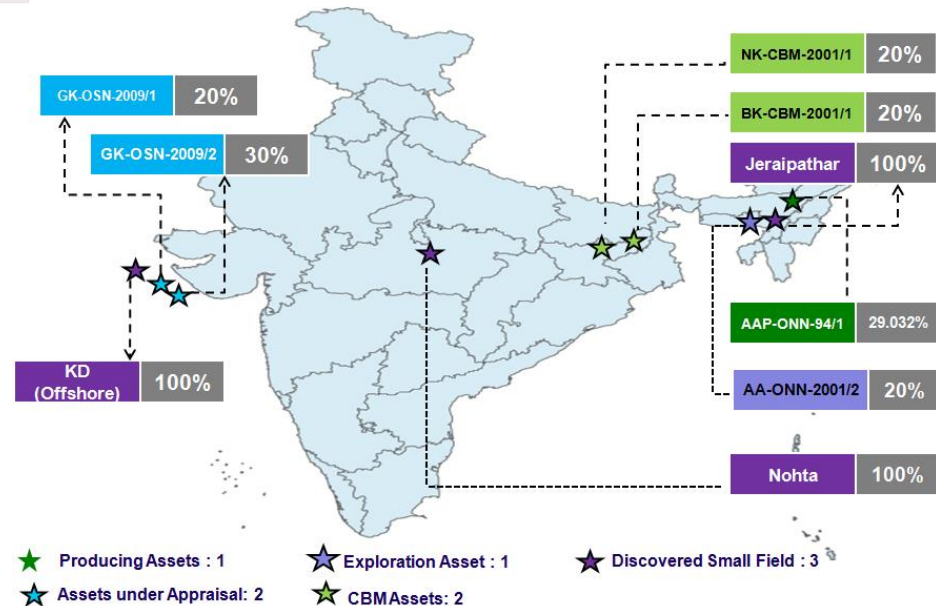 GK-OSN-2009/1 20%
GK-OSN-2009/2 30%
KD
(Offshore) 100%
NK-CBM-2001/1 20%
BK-CBM-2001/1 20%
Jeraipathar 100%
AAP-ONN-94/1 29.032%
AA-ONN-2001/2 20%
Nohta 100%
Producing Assets : 1
Exploration Asset : 1
Discovered Small Field : 3
Assets under Appraisal: 2
CBM Assets: 2